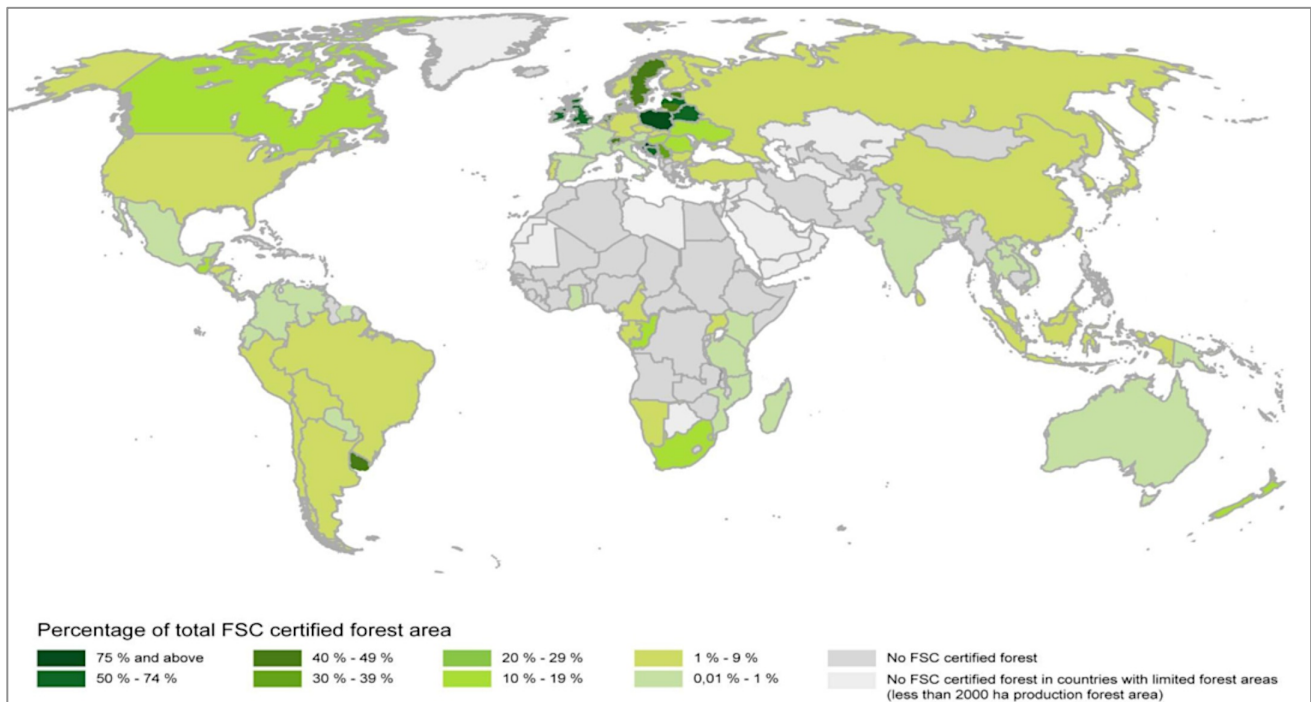 Percentage of total FSC certified forest area
75 % and above
50 % - 74 %
40 % - 49 %
30 % - 39 %
20 % - 29 %
10 % - 19 %
1 % - 9 %
0,01 % - 1 %
No FSC certified forest
No FSC certified forest in countries with limited forest areas
(less than 2000 ha production forest area)